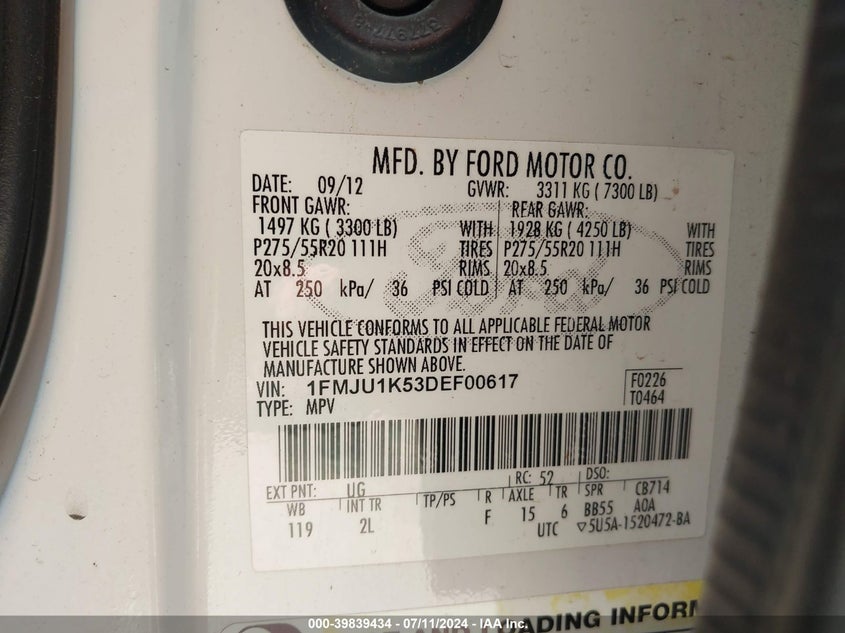 MFD. BY FORD MOTOR CO.
DATE: 09/12 GVWR: 3311 KG ( 7300 LB)
FRONT GAWR: REAR GAWR:
1497 KG ( 3300 LB) WITH 1928 KG ( 4250 LB) WITH
P275/55R20 111H TIRES P275/55R20 111H TIRES
20x8.5 RIMS 20x8.5 RIMS
AT 250 kPa/ 36 PSI COLD AT 250 kPa/ 36 PSI COLD
Ford
THIS VEHICLE CONFORMS TO ALL APPLICABLE FEDERAL MOTOR
VEHICLE SAFETY STANDARDS IN EFFECT ON THE DATE OF
MANUFACTURE SHOWN ABOVE.
VIN: 1FMJU1K53DEF00617 F0226
TYPE: MPV T0464
EXT PNT: UG RC: 52 DSO:
WB INT TR TP/PS R AXLE TR SPR CB714
119 2L F 15 6 BB55 AOA
UTC ▽5U5A-1520472-BA
AND LOADING INFORM
000-39839434 - 07/11/2024 - IAA Inc.